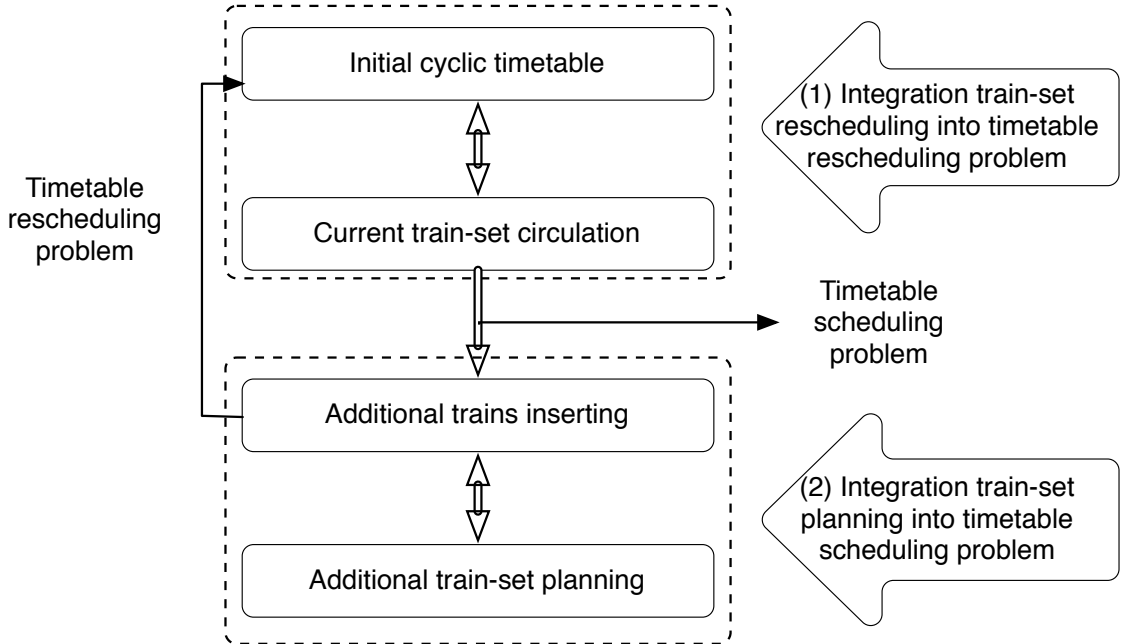 Initial cyclic timetable
(1) Integration train-set
rescheduling into timetable
rescheduling problem
Timetable
rescheduling
problem
Current train-set circulation
Timetable
scheduling
problem
Additional trains inserting
(2) Integration train-set
planning into timetable
scheduling problem
Additional train-set planning